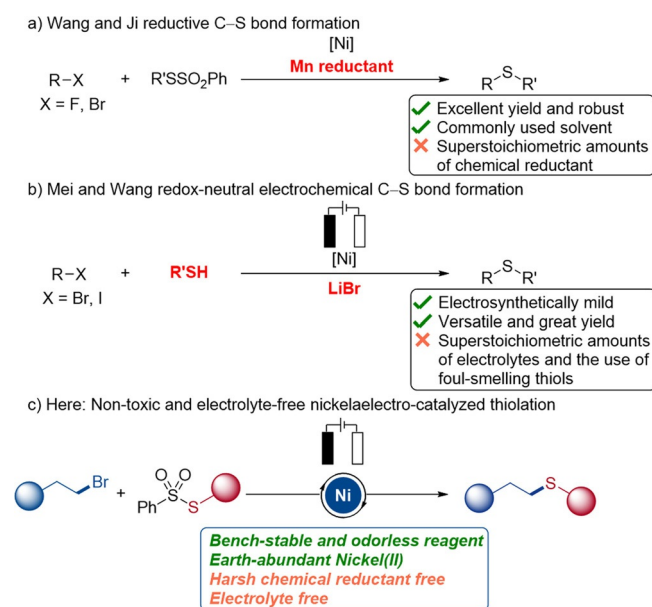 a) Wang and Ji reductive C–S bond formation
[Ni]
R–X + R'SSO₂Ph Mn reductant R S R'
X = F, Br
✓ Excellent yield and robust
✓ Commonly used solvent
✗ Superstoichiometric amounts
of chemical reductant
b) Mei and Wang redox-neutral electrochemical C–S bond formation
[Ni]
R–X + R'SH LiBr R S R'
X = Br, I
✓ Electrosynthetically mild
✓ Versatile and great yield
✗ Superstoichiometric amounts
of electrolytes and the use of
foul-smelling thiols
c) Here: Non-toxic and electrolyte-free nickelaelectro-catalyzed thiolation
Br + O O Ph S S Ni S
Bench-stable and odorless reagent
Earth-abundant Nickel(II)
Harsh chemical reductant free
Electrolyte free